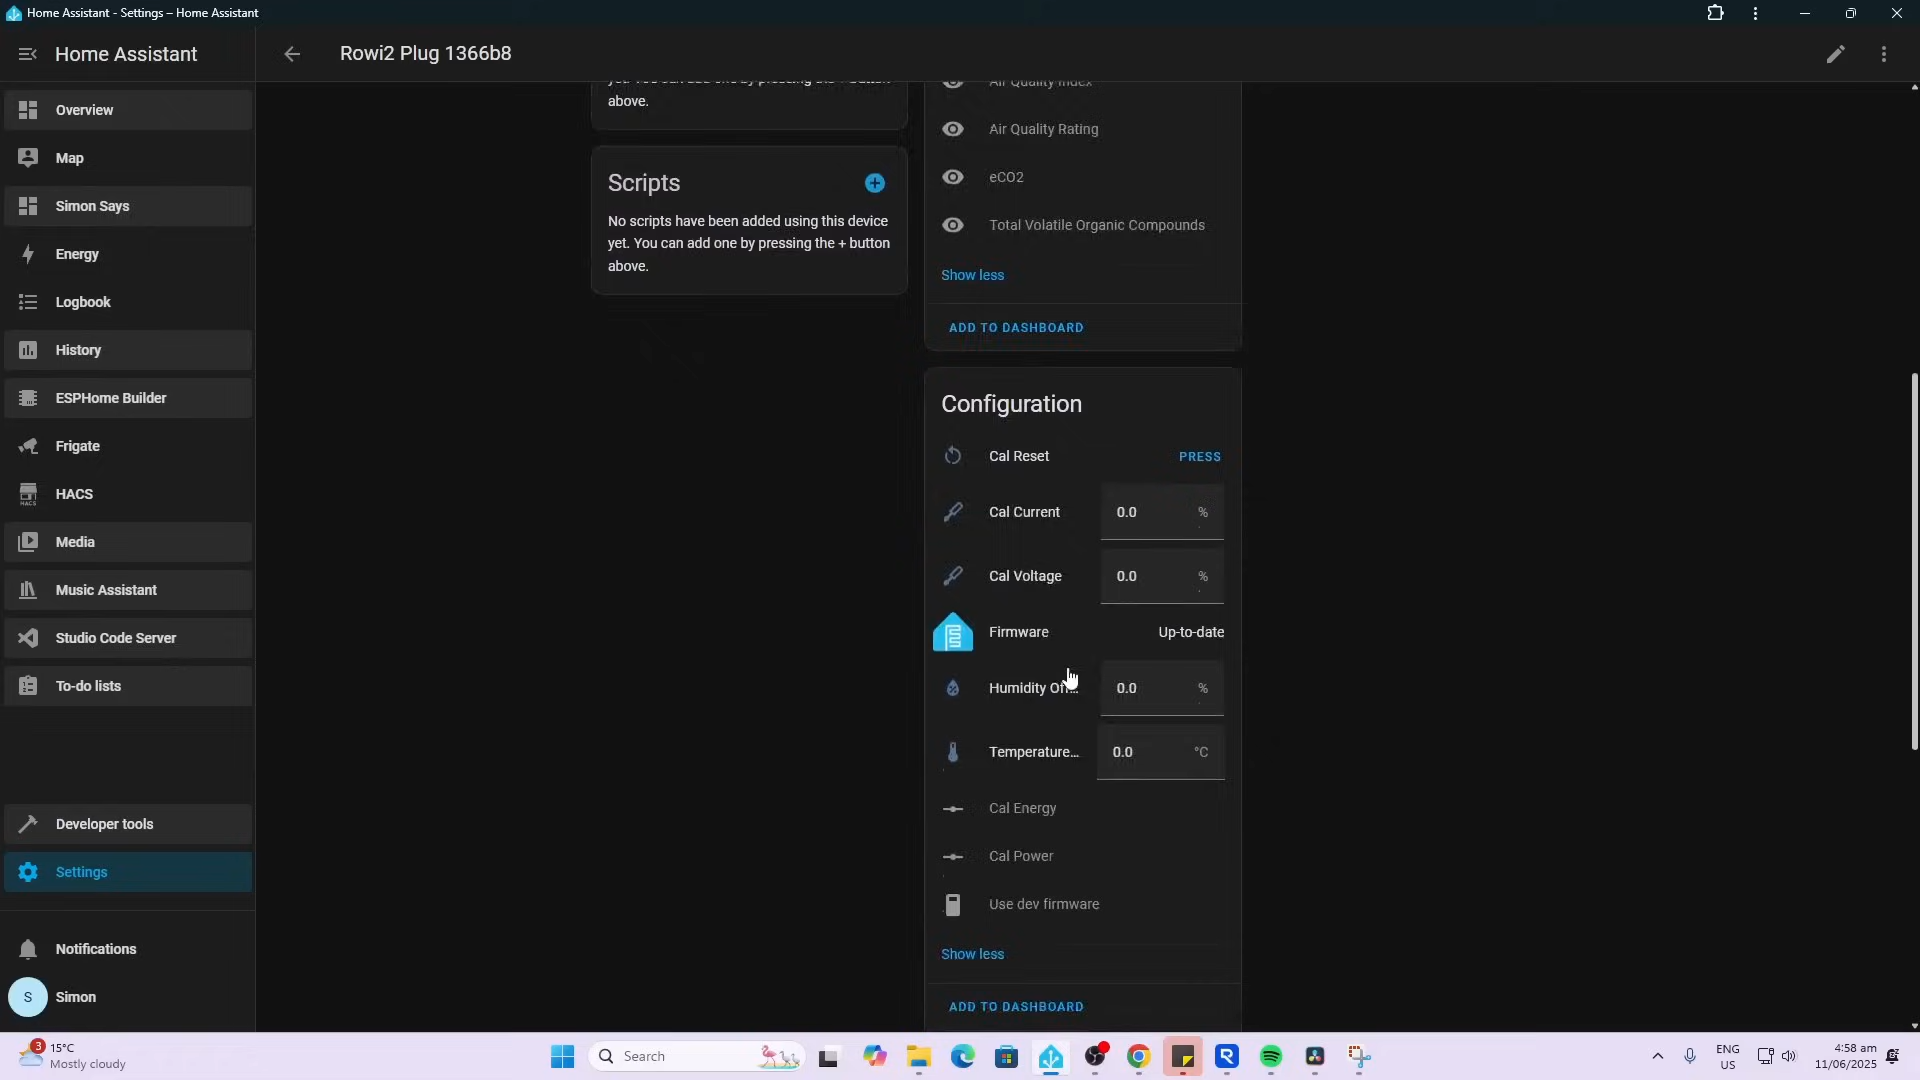 Home Assistant - Settings – Home Assistant
Home Assistant
Rowi2 Plug 1366b8
Overview
Map
Simon Says
Energy
Logbook
History
ESPHome Builder
Frigate
HACS
Media
Music Assistant
Studio Code Server
To-do lists
Developer tools
Settings
Notifications
S
Simon
above.
Scripts
No scripts have been added using this device
yet. You can add one by pressing the + button
above.
Air Quality Index
Air Quality Rating
eCO2
Total Volatile Organic Compounds
Show less
ADD TO DASHBOARD
Configuration
Cal Reset PRESS
Cal Current 0.0 %
Cal Voltage 0.0 %
Firmware Up-to-date
Humidity Off... 0.0 %
Temperature... 0.0 °C
Cal Energy
Cal Power
Use dev firmware
Show less
ADD TO DASHBOARD
3
15°C
Mostly cloudy
Search
ENG
US
4:58 am
11/06/2025